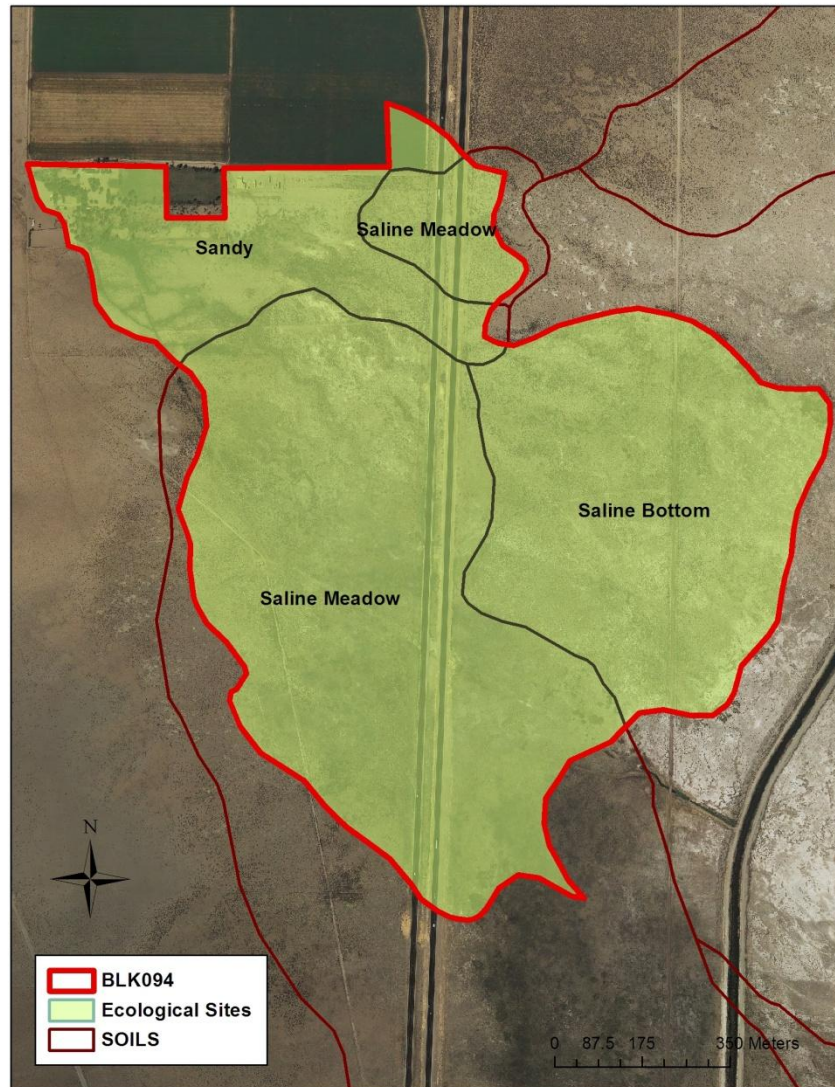 Saline Meadow
Sandy
Saline Bottom
Saline Meadow
N
BLK094
Ecological Sites
SOILS
0 87.5 175 350 Meters